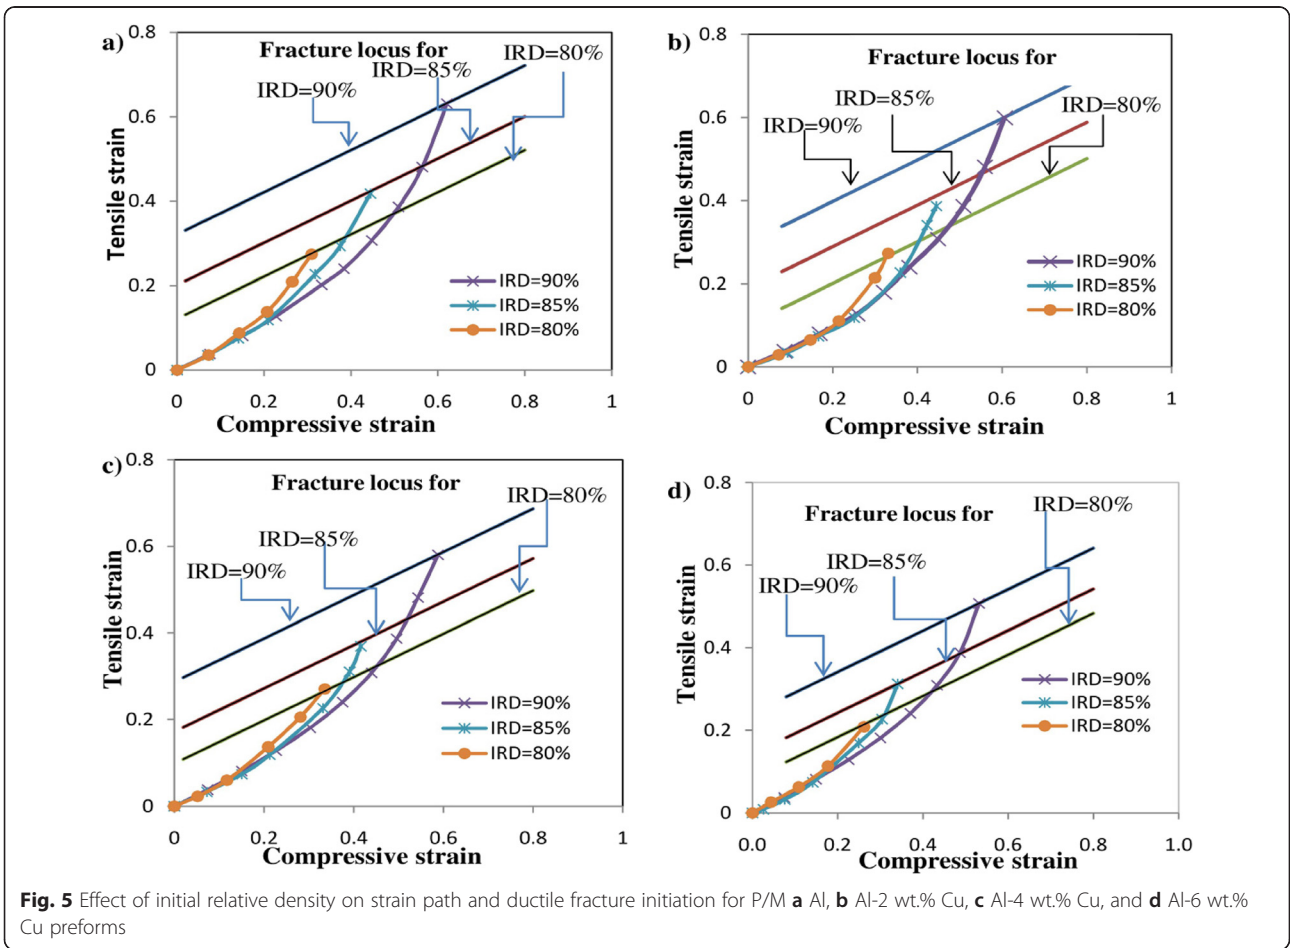 a)
Fracture locus for
IRD=80%
IRD=85%
IRD=90%
0.8
0.6
0.4
0.2
0
Tensile strain
IRD=90%
IRD=85%
IRD=80%
0 0.2 0.4 0.6 0.8 1
Compressive strain
b)
Fracture locus for
IRD=85%
IRD=80%
IRD=90%
0.8
0.6
0.4
0.2
0
Tensile strain
IRD=90%
IRD=85%
IRD=80%
0 0.2 0.4 0.6 0.8 1
Compressive strain
c)
Fracture locus for
IRD=80%
IRD=85%
IRD=90%
0.8
0.6
0.4
0.2
0
Tensile strain
IRD=90%
IRD=85%
IRD=80%
0 0.2 0.4 0.6 0.8 1
Compressive strain
d)
Fracture locus for
IRD=80%
IRD=85%
IRD=90%
0.8
0.6
0.4
0.2
0
Tensile strain
IRD=90%
IRD=85%
IRD=80%
0.0 0.2 0.4 0.6 0.8 1.0
Compressive strain
Fig. 5 Effect of initial relative density on strain path and ductile fracture initiation for P/M a Al, b Al-2 wt.% Cu, c Al-4 wt.% Cu, and d Al-6 wt.%
Cu preforms